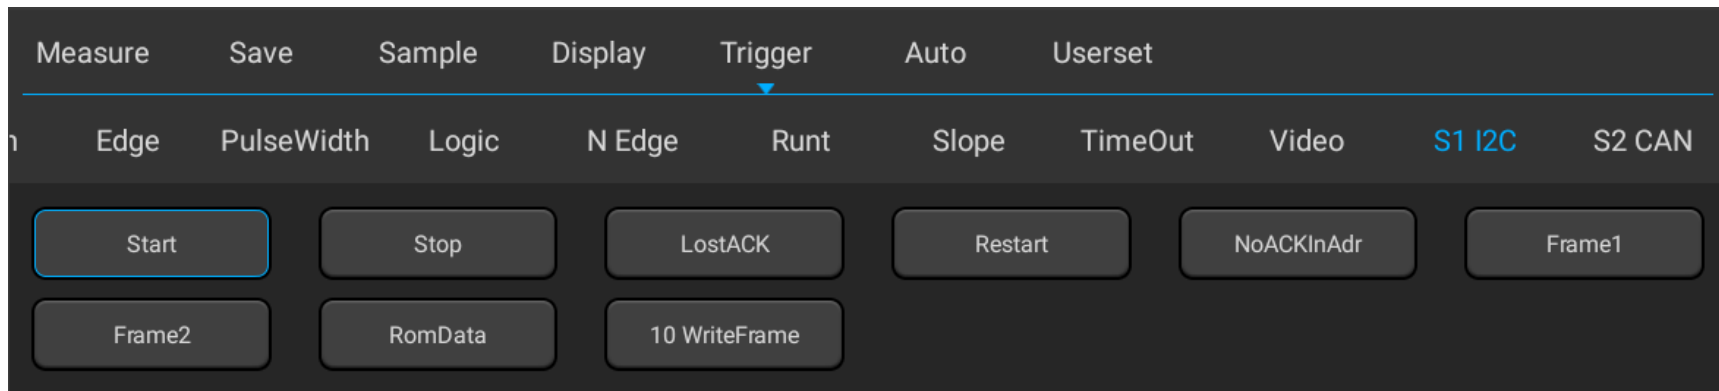 Measure Save Sample Display Trigger Auto Userset
n Edge PulseWidth Logic N Edge Runt Slope TimeOut Video S1 I2C S2 CAN
Start Stop LostACK Restart NoACKInAdr Frame1
Frame2 RomData 10 WriteFrame